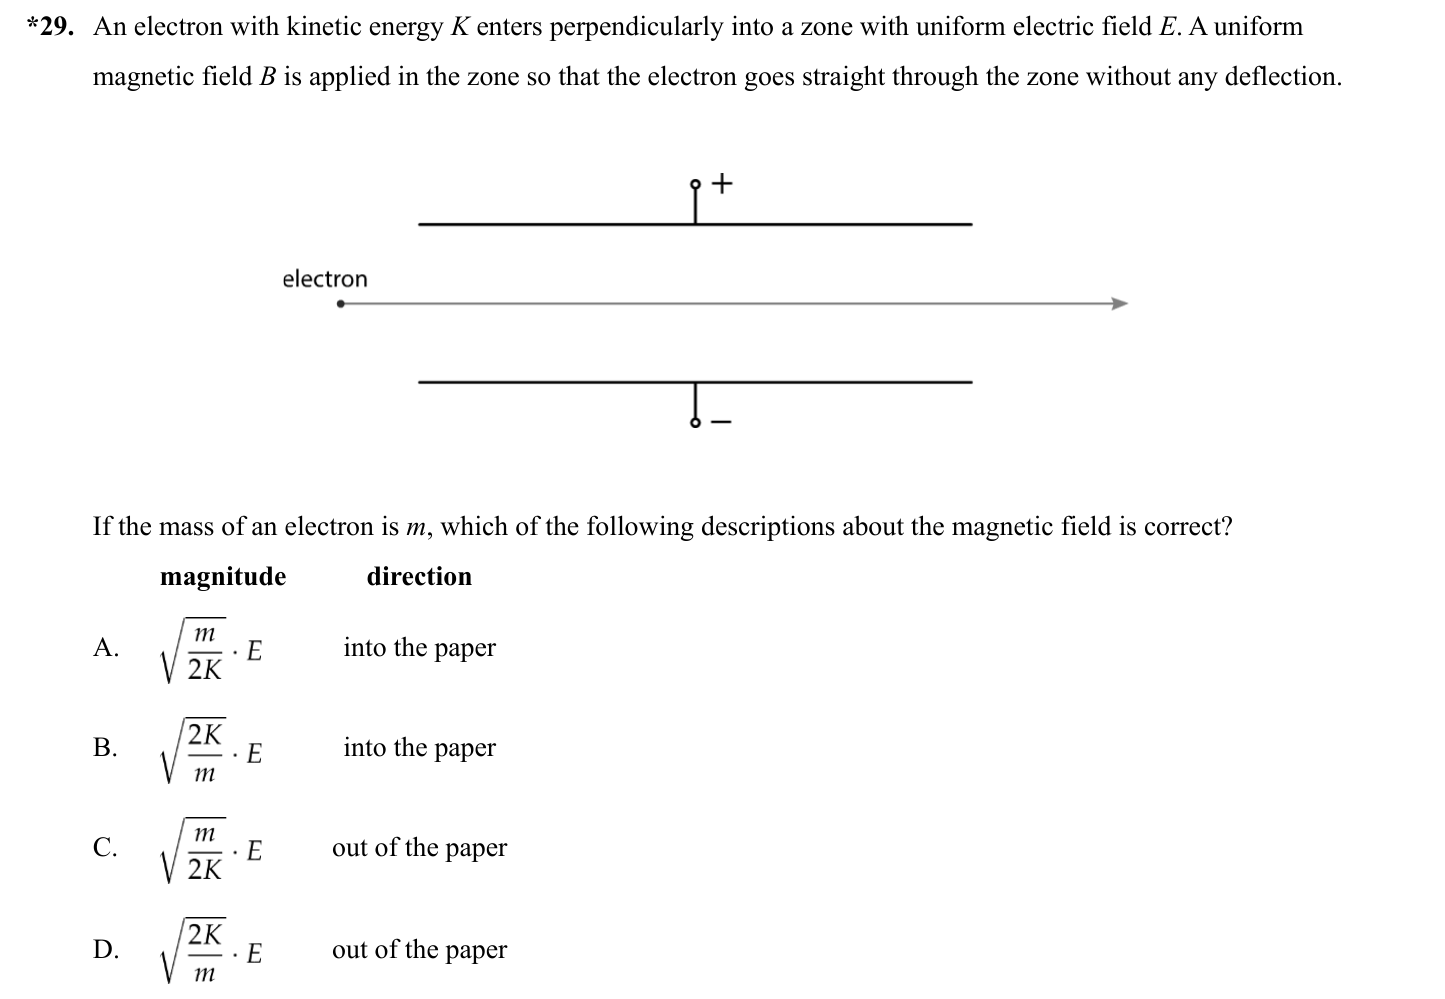 *29. An electron with kinetic energy K enters perpendicularly into a zone with uniform electric field E. A uniform
magnetic field B is applied in the zone so that the electron goes straight through the zone without any deflection.
+
electron
−
If the mass of an electron is m, which of the following descriptions about the magnetic field is correct?
magnitude direction
A. √(m/2K) · E into the paper
B. √(2K/m) · E into the paper
C. √(m/2K) · E out of the paper
D. √(2K/m) · E out of the paper